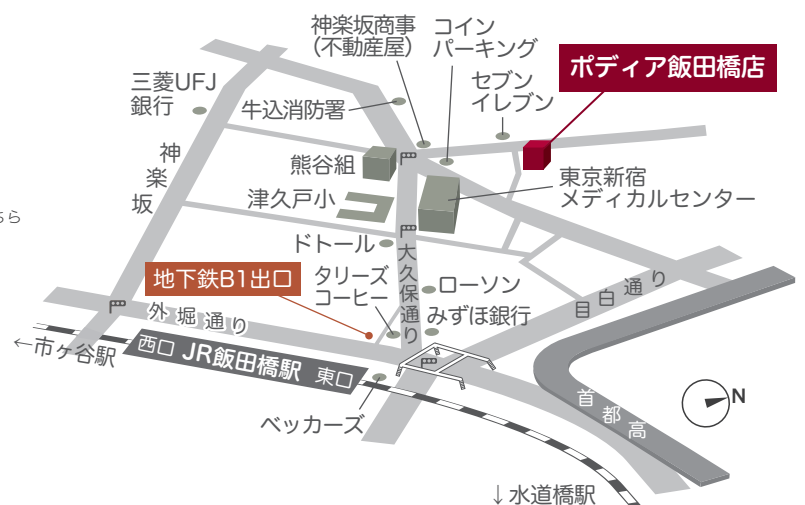 神楽坂商事
(不動産屋)
コイン
パーキング
ポディア飯田橋店
三菱UFJ
銀行
牛込消防署
セブン
イレブン
神楽坂
熊谷組
東京新宿
メディカルセンター
津久戸小
ちら
ドトール
大久保通り
地下鉄B1出口
タリーズ
コーヒー
ローソン
目白通り
外堀通り
みずほ銀行
←市ヶ谷駅
西口 JR飯田橋駅 東口
首都高
N
ベッカーズ
↓水道橋駅